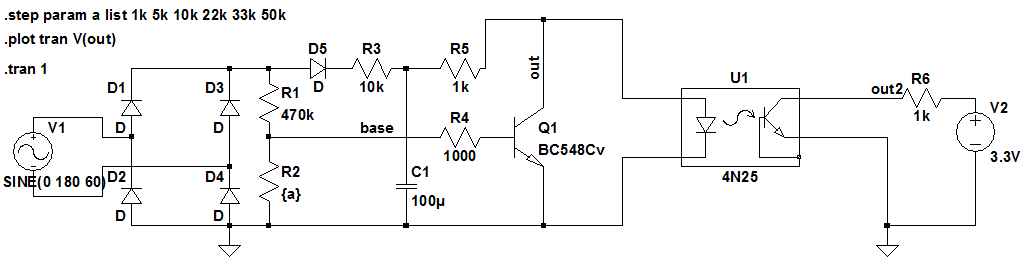 .step param a list 1k 5k 10k 22k 33k 50k
.plot tran V(out)
.tran 1
D1
D
D3
D
D5
D
R3
10k
R5
1k
R1
470k
V1
SINE(0 180 60)
D2
D
D4
D
R2
{a}
base
R4
1000
C1
100µ
out
Q1
BC548Cv
U1
4N25
out2
R6
1k
V2
3.3V